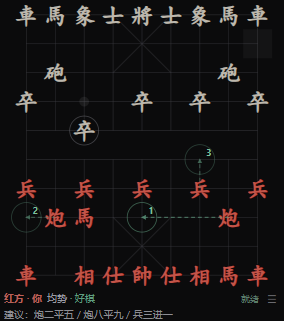 車馬象士將士象馬車
砲 砲
卒 卒 卒 卒
卒
3
兵 兵 兵 兵 兵
2 炮 馬 1 炮
車 相 仕 帥 仕 相 馬 車
红方·你 均势·好棋 就绪 ☰
建议: 炮二平五 / 炮八平九 / 兵三进一